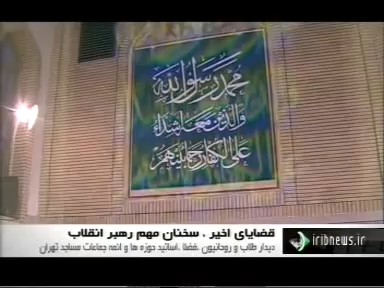 محمد رسول الله
والذین معه اشداء
علی الکفار رحماء بینهم
قضایای اخیر ، سخنان مهم رهبر انقلاب
دیدار طلاب و روحانیون ،فضلا ،اساتید حوزه ها و ائمه جماعات مساجد تهران
iribnews.ir